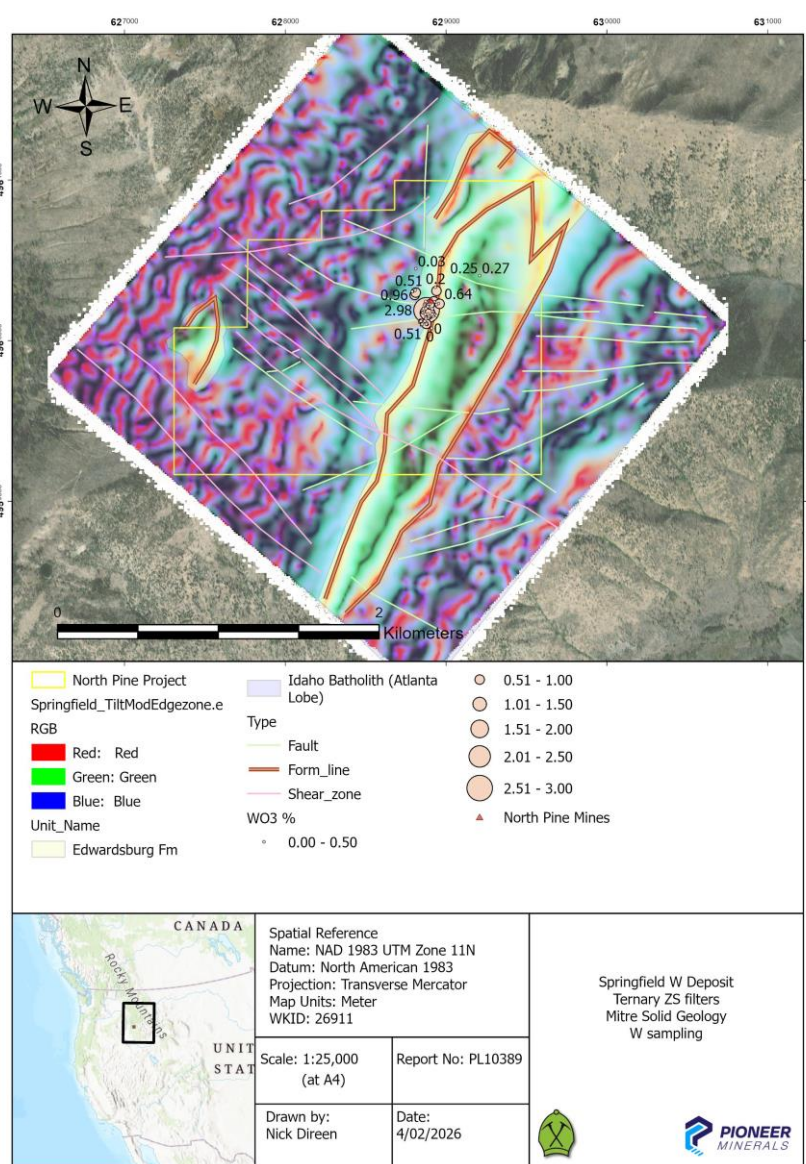 627000
628000
629000
630000
631000
N
W
E
S
0.03
0.25 0.27
0.51
0.2
0.96
0.64
2.98
0.51
0
0
0
2
Kilometers
North Pine Project
Springfield_TiltModEdgezone.e
RGB
Red: Red
Green: Green
Blue: Blue
Unit_Name
Edwardsburg Fm
Idaho Batholith (Atlanta
Lobe)
Type
Fault
Form_line
Shear_zone
WO3 %
0.00 - 0.50
0.51 - 1.00
1.01 - 1.50
1.51 - 2.00
2.01 - 2.50
2.51 - 3.00
North Pine Mines
CANADA
Rocky Mountains
UNIT
STAT
Spatial Reference
Name: NAD 1983 UTM Zone 11N
Datum: North American 1983
Projection: Transverse Mercator
Map Units: Meter
WKID: 26911
Scale: 1:25,000
(at A4)
Report No: PL10389
Drawn by:
Nick Direen
Date:
4/02/2026
Springfield W Deposit
Ternary ZS filters
Mitre Solid Geology
W sampling
PIONEER
MINERALS